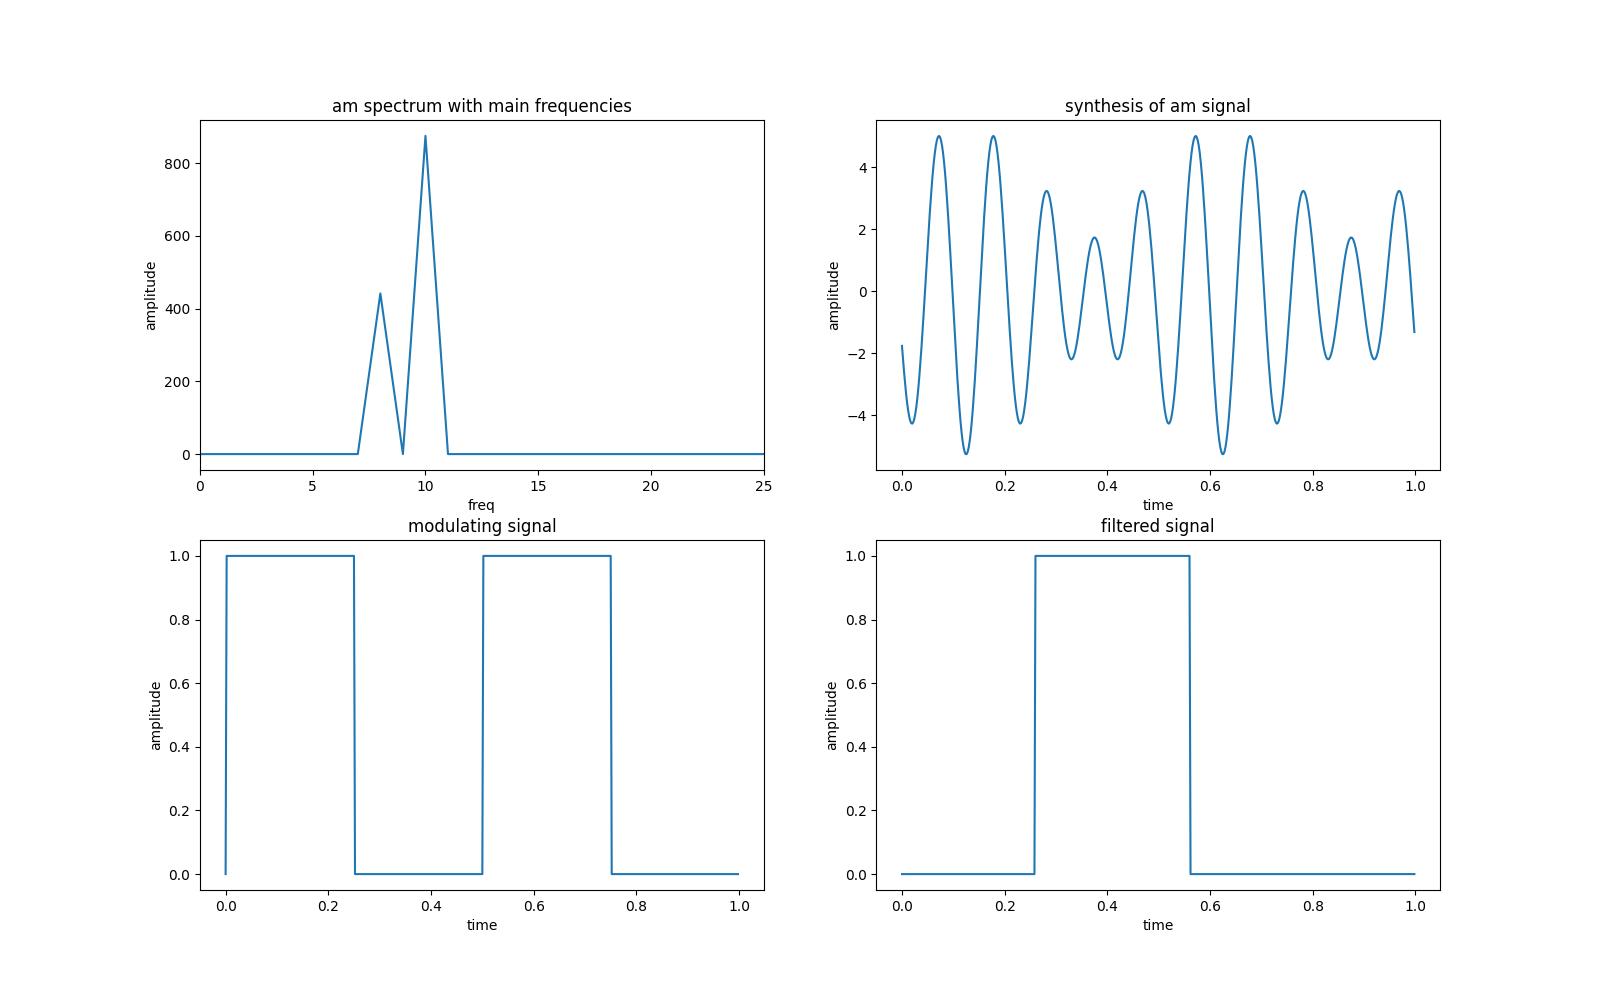 am spectrum with main frequencies
amplitude
800
600
400
200
0
0 5 10 15 20 25
freq
synthesis of am signal
amplitude
4
2
0
−2
−4
0.0 0.2 0.4 0.6 0.8 1.0
time
modulating signal
amplitude
1.0
0.8
0.6
0.4
0.2
0.0
0.0 0.2 0.4 0.6 0.8 1.0
time
filtered signal
amplitude
1.0
0.8
0.6
0.4
0.2
0.0
0.0 0.2 0.4 0.6 0.8 1.0
time